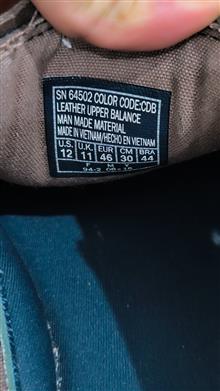 SN 64502 COLOR CODE:CDB
LEATHER UPPER BALANCE
MAN MADE MATERIAL
MADE IN VIETNAM/HECHO EN VIETNAM
U.S. U.K. EUR CM BRA
12 11 46 30 44
F M Y